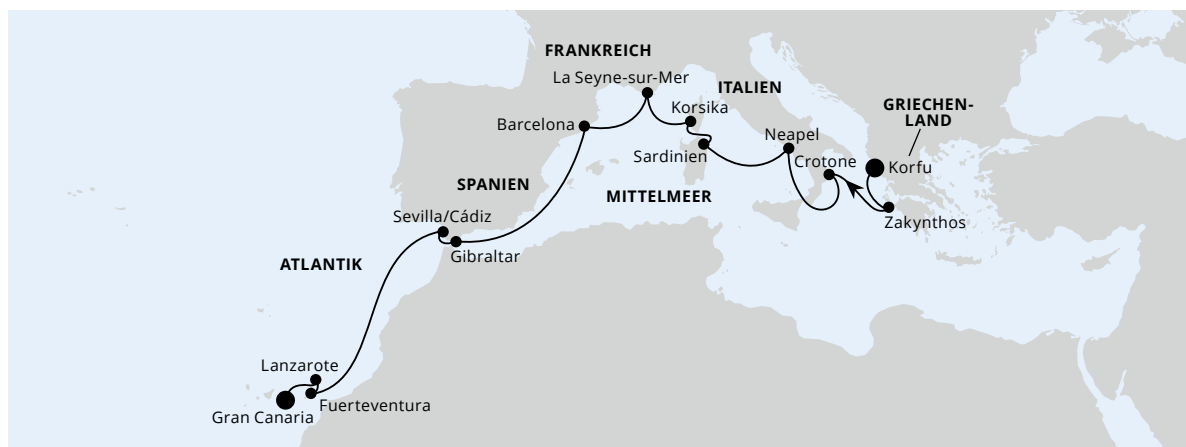 FRANKREICH
La Seyne-sur-Mer
ITALIEN
Korsika
GRIECHEN-
LAND
Barcelona
Neapel
Sardinien
Crotone
Korfu
SPANIEN
MITTELMEER
Sevilla/Cádiz
Zakynthos
Gibraltar
ATLANTIK
Lanzarote
Fuerteventura
Gran Canaria